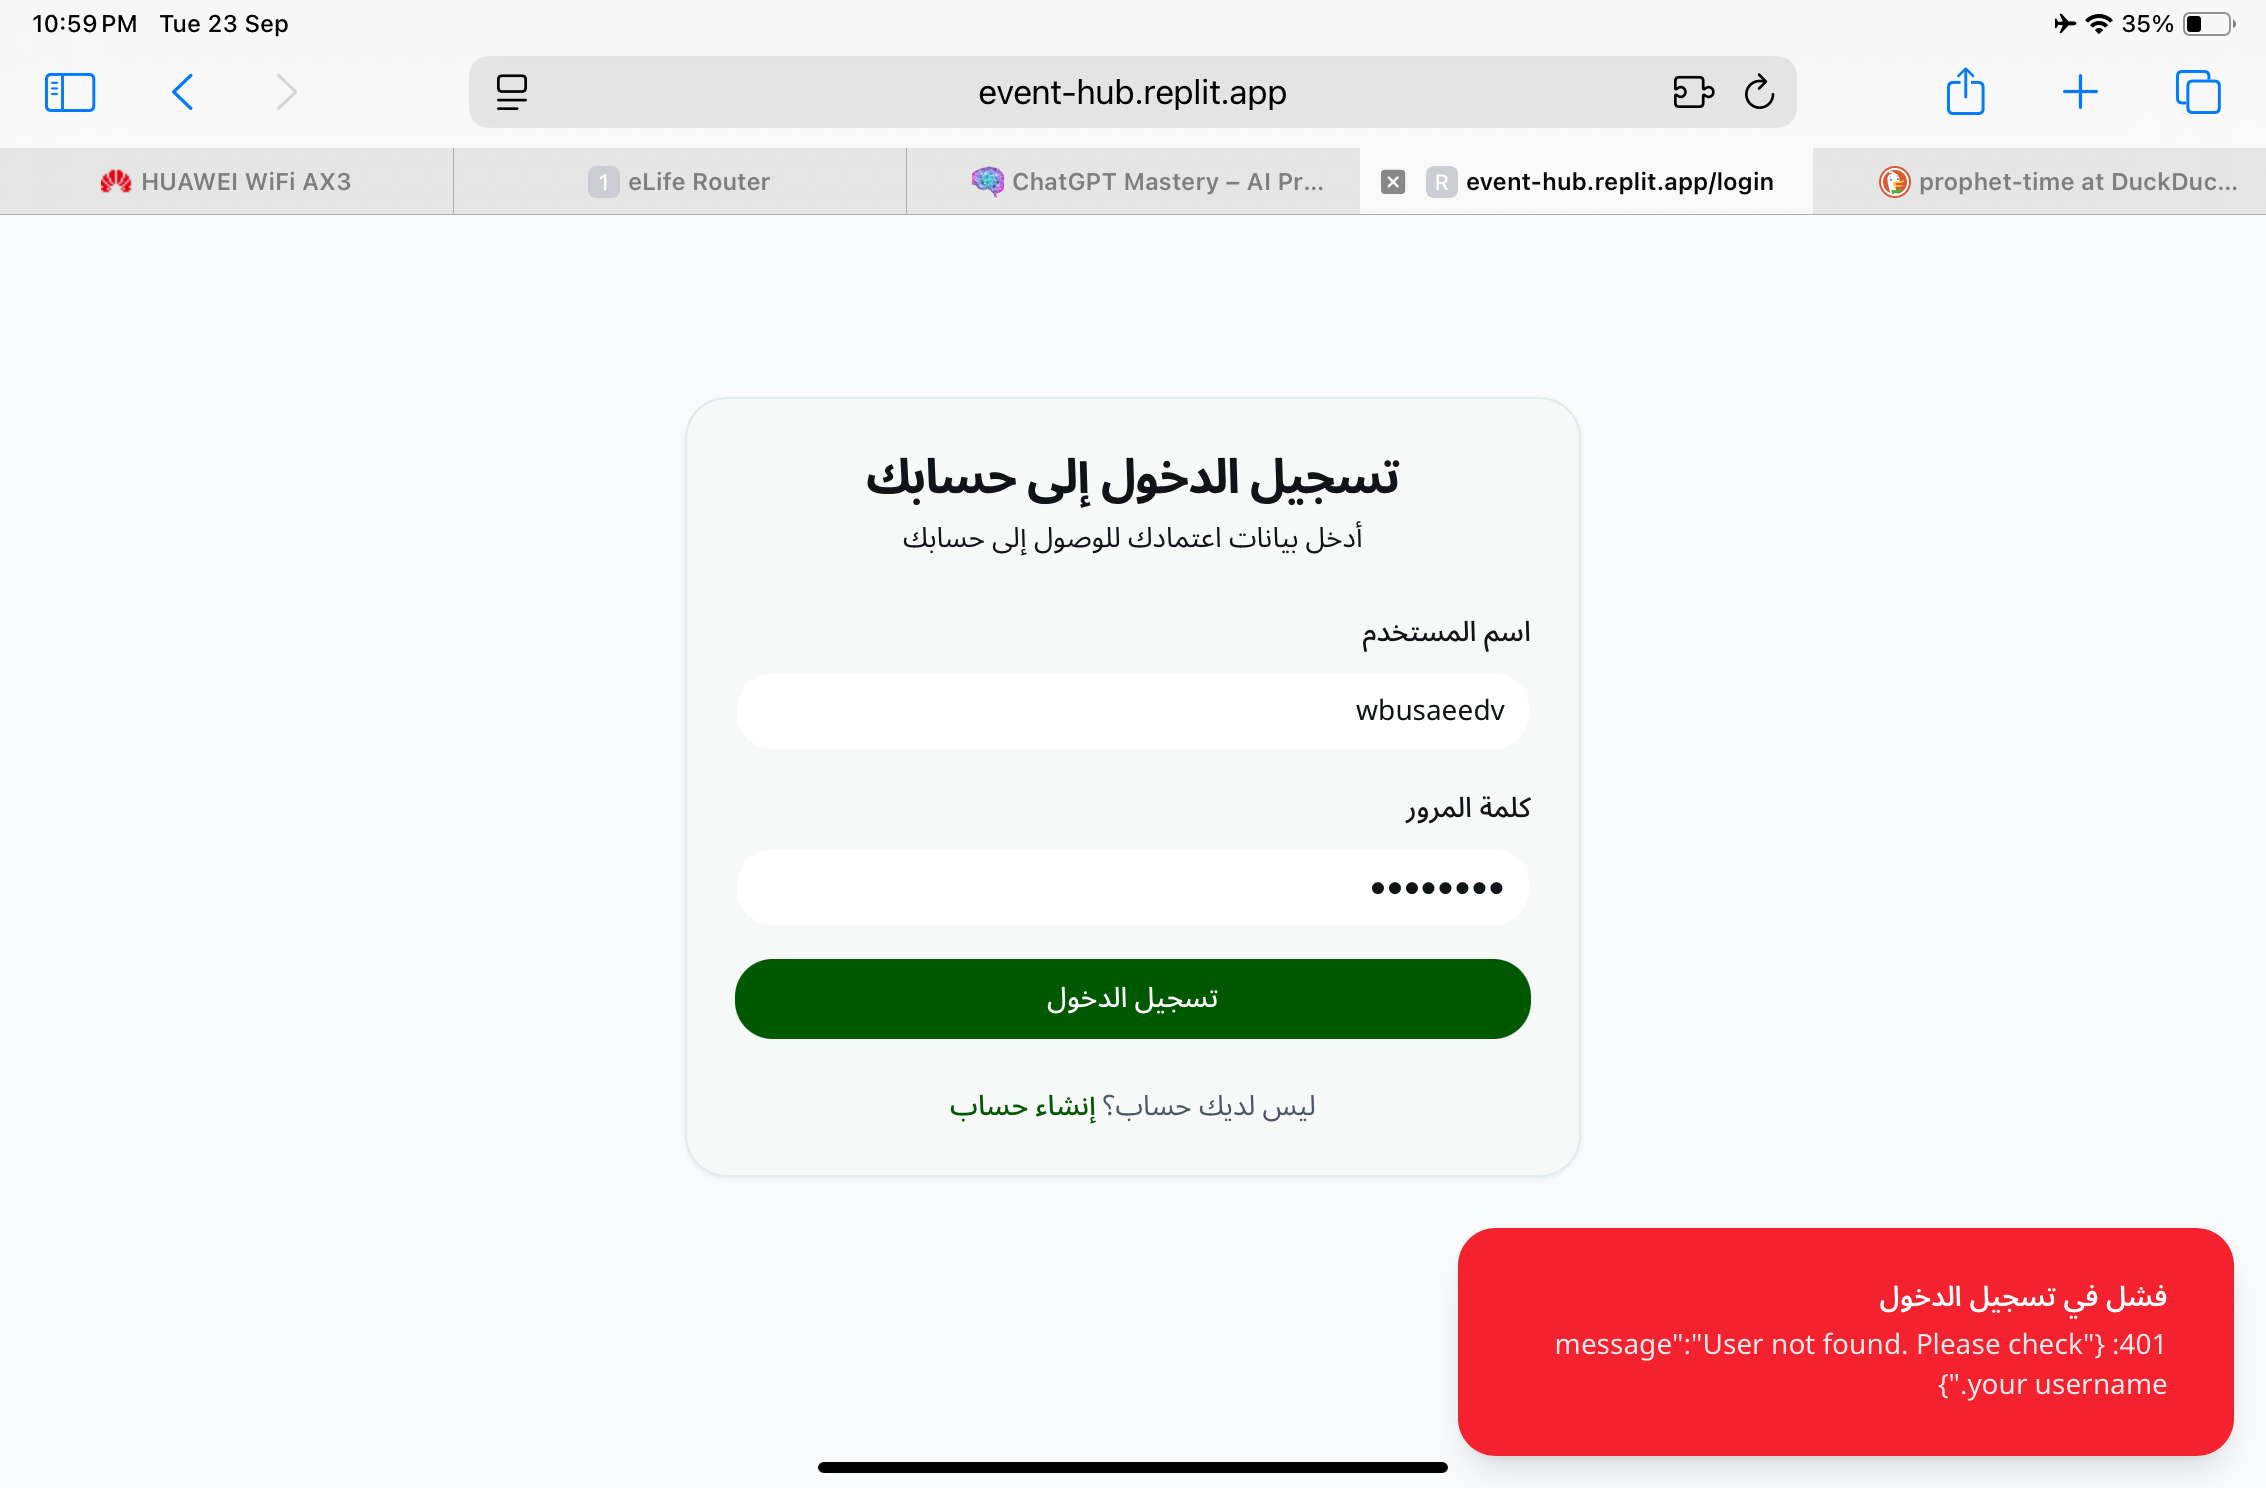 10:59 PM Tue 23 Sep
35%
event-hub.replit.app
HUAWEI WiFi AX3
1 eLife Router
ChatGPT Mastery – AI Pr...
R event-hub.replit.app/login
prophet-time at DuckDuc...
تسجيل الدخول إلى حسابك
أدخل بيانات اعتمادك للوصول إلى حسابك
اسم المستخدم
wbusaeedv
كلمة المرور
••••••••
تسجيل الدخول
ليس لديك حساب؟ إنشاء حساب
فشل في تسجيل الدخول
401: {"message":"User not found. Please check
your username."}